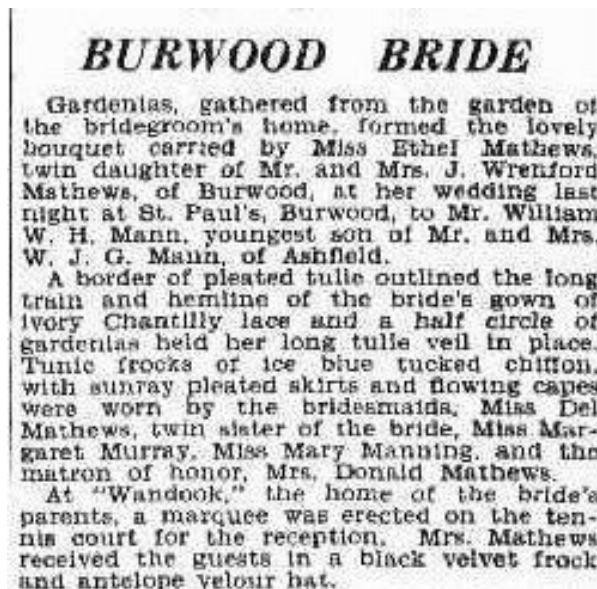 BURWOOD BRIDE
Gardenias, gathered from the garden of
the bridegroom's home, formed the lovely
bouquet carried by Miss Ethel Mathews,
twin daughter of Mr. and Mrs. J. Wrenford
Mathews, of Burwood, at her wedding last
night at St. Paul's, Burwood, to Mr. William
W. H. Mann, youngest son of Mr. and Mrs.
W. J. G. Mann, of Ashfield.
A border of pleated tulle outlined the long
train and hemline of the bride's gown of
ivory Chantilly lace and a half circle of
gardenias held her long tulle veil in place.
Tunic frocks of ice blue tucked chiffon,
with sunray pleated skirts and flowing capes
were worn by the bridesmaids, Miss Del
Mathews, twin sister of the bride, Miss Mar-
garet Murray, Miss Mary Manning, and the
matron of honor, Mrs. Donald Mathews.
At "Wandook," the home of the bride's
parents, a marquee was erected on the ten-
nis court for the reception. Mrs. Mathews
received the guests in a black velvet frock
and antelope velour hat.